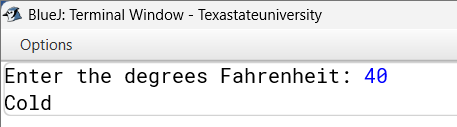 BlueJ: Terminal Window - Texastateuniversity
Options
Enter the degrees Fahrenheit: 40
Cold